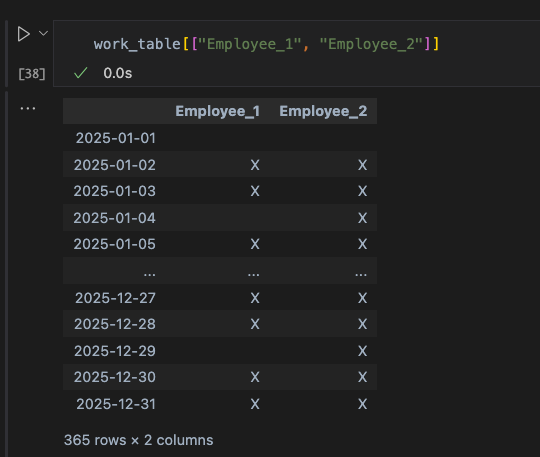 work_table[["Employee_1", "Employee_2"]]
[38] 0.0s
...
Employee_1 Employee_2
2025-01-01
2025-01-02 X X
2025-01-03 X X
2025-01-04 X
2025-01-05 X X
... ... ...
2025-12-27 X X
2025-12-28 X X
2025-12-29 X
2025-12-30 X X
2025-12-31 X X
365 rows × 2 columns